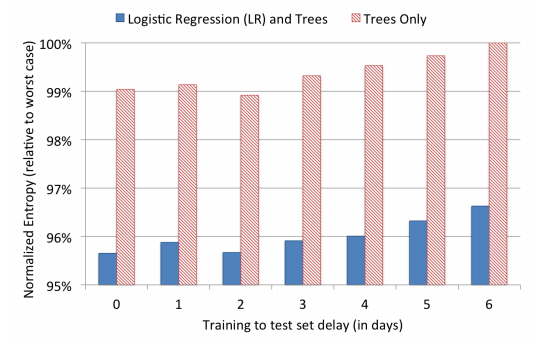 Logistic Regression (LR) and Trees
Trees Only
Normalized Entropy (relative to worst case)
100%
99%
98%
97%
96%
95%
0 1 2 3 4 5 6
Training to test set delay (in days)